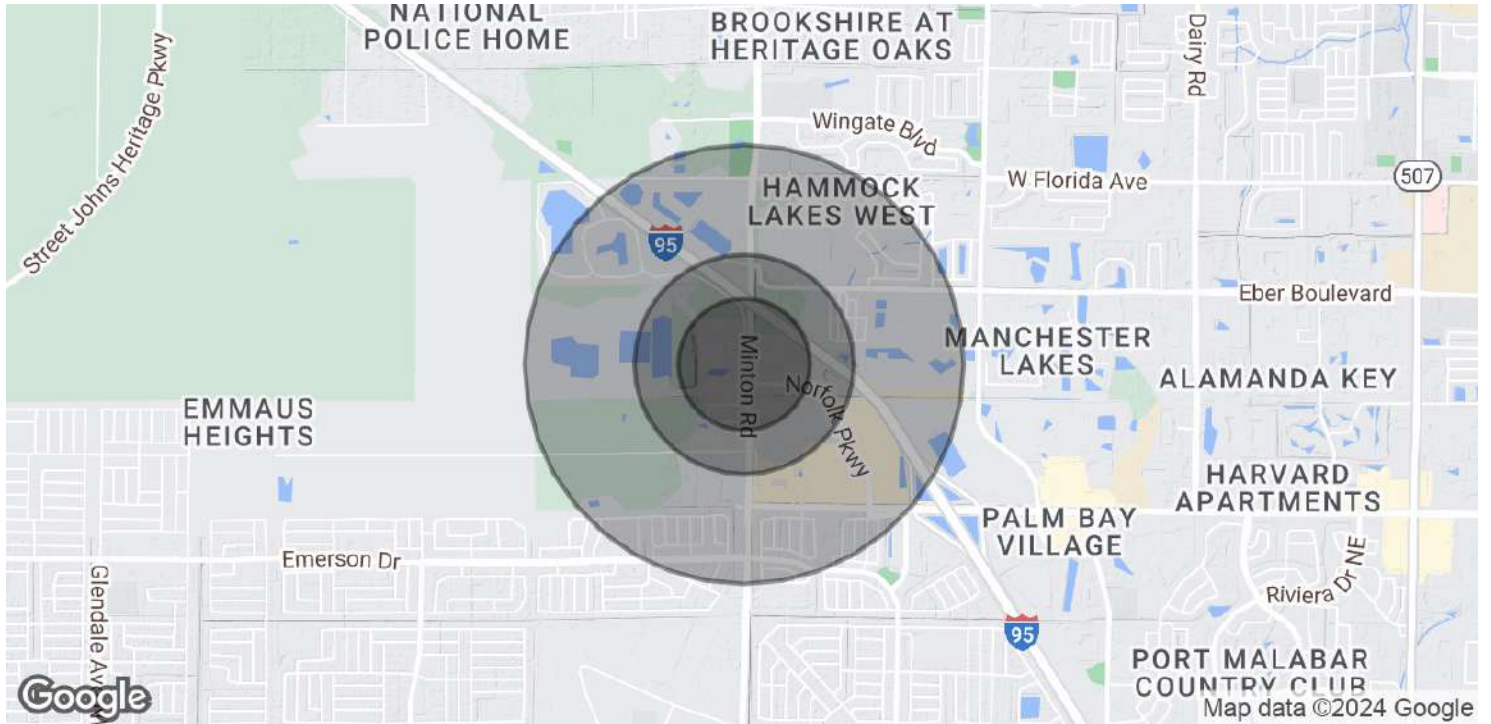 NATIONAL
POLICE HOME
BROOKSHIRE AT
HERITAGE OAKS
Dairy Rd
Street Johns Heritage Pkwy
Wingate Blvd
W Florida Ave
507
HAMMOCK
LAKES WEST
95
Eber Boulevard
MANCHESTER
LAKES
Minton Rd
Norfolk Pkwy
ALAMANDA KEY
EMMAUS
HEIGHTS
HARVARD
APARTMENTS
PALM BAY
VILLAGE
Emerson Dr
Glendale Ave
Riviera Dr NE
95
PORT MALABAR
COUNTRY CLUB
Google
Map data ©2024 Google